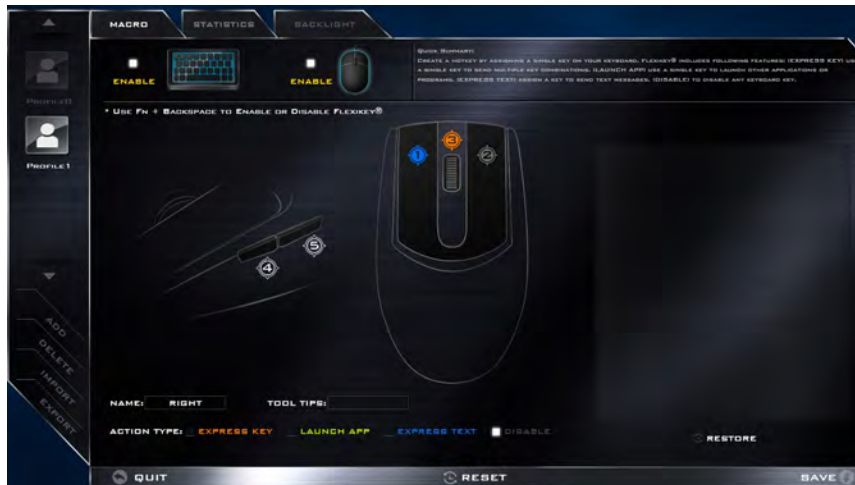 MACRO
STATISTICS
BACKLIGHT
ENABLE
ENABLE
QUICK SUMMARY:
CREATE A HOTKEY BY ASSIGNING A SINGLE KEY ON YOUR KEYBOARD. FLEXIKEY® INCLUDES FOLLOWING FEATURES: (EXPRESS KEY) US
A SINGLE KEY TO SEND MULTIPLE KEY COMBINATIONS. (LAUNCH APP) USE A SINGLE KEY TO LAUNCH OTHER APPLICATIONS OR
PROGRAMS. (EXPRESS TEXT) ASSIGN A KEY TO SEND TEXT MESSAGES. (DISABLE) TO DISABLE ANY KEYBOARD KEY.
PROFILE0
* USE FN + BACKSPACE TO ENABLE OR DISABLE FLEXIKEY®
PROFILE1
1
3
2
4
5
ADD
DELETE
IMPORT
EXPORT
NAME: RIGHT
TOOL TIPS:
ACTION TYPE: EXPRESS KEY LAUNCH APP EXPRESS TEXT DISABLE
RESTORE
QUIT
RESET
SAVE